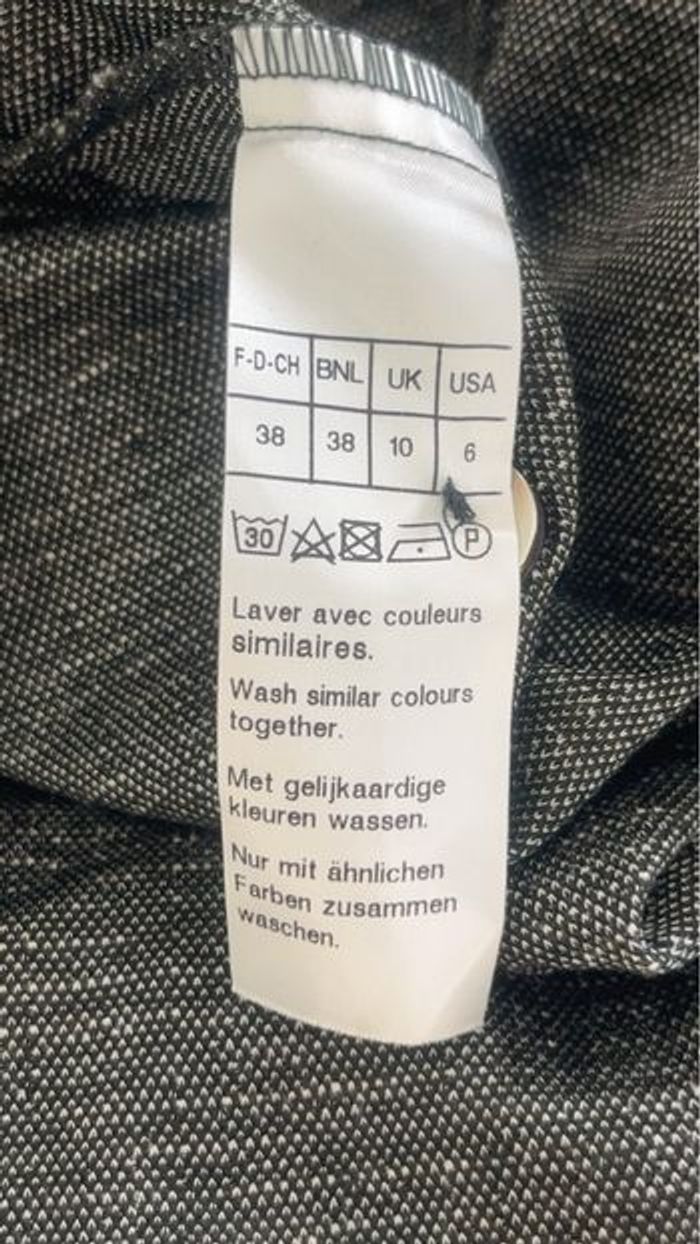 F-D-CH BNL UK USA
38 38 10 6
30 P
Laver avec couleurs
similaires.
Wash similar colours
together.
Met gelijkaardige
kleuren wassen.
Nur mit ähnlichen
Farben zusammen
waschen.